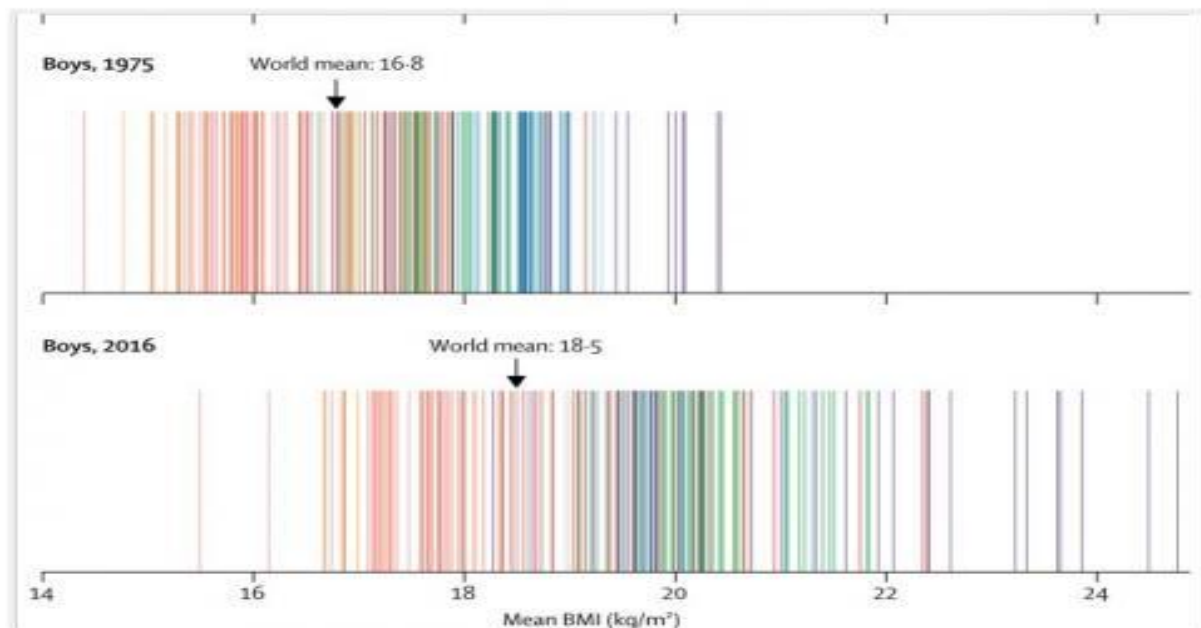 Boys, 1975
World mean: 16·8
Boys, 2016
World mean: 18·5
14 16 18 20 22 24
Mean BMI (kg/m²)